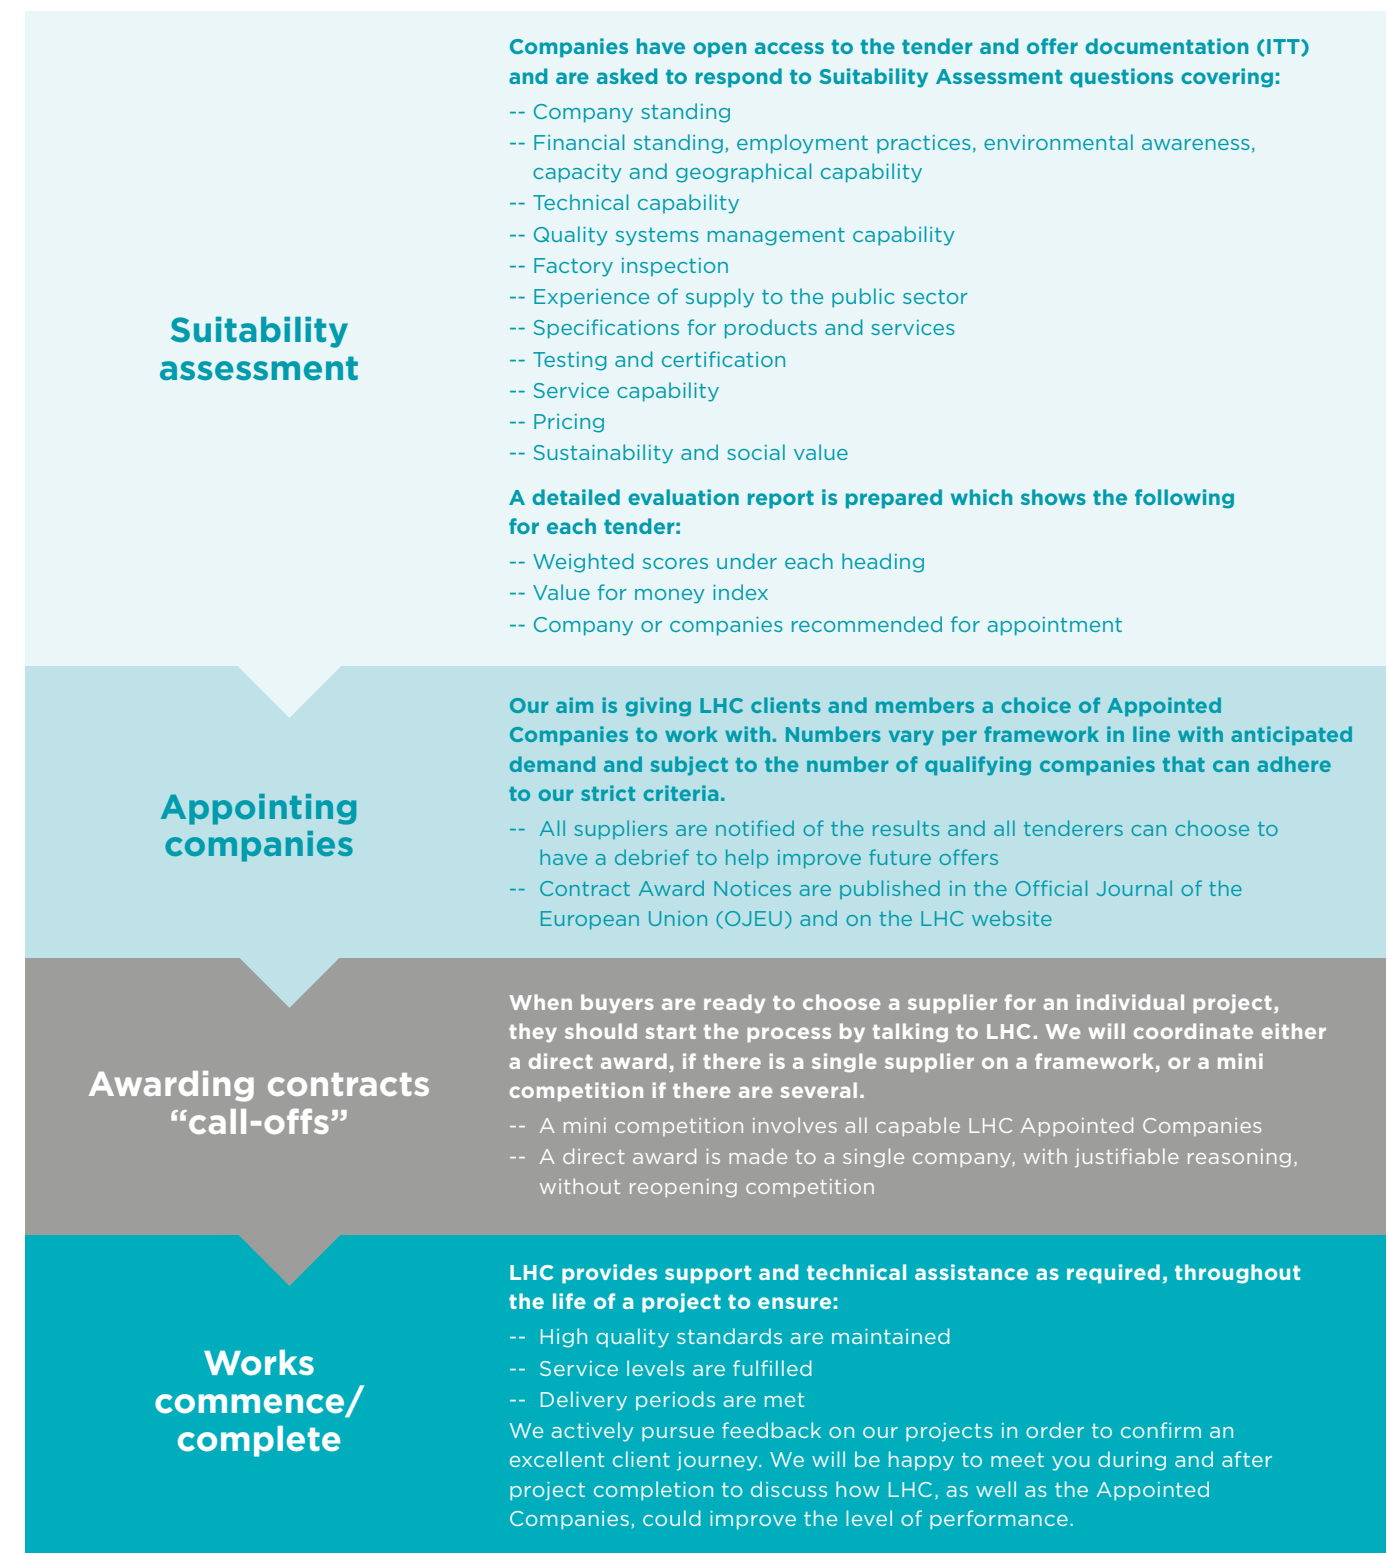 Companies have open access to the tender and offer documentation (ITT)
and are asked to respond to Suitability Assessment questions covering:
-- Company standing
-- Financial standing, employment practices, environmental awareness,
capacity and geographical capability
-- Technical capability
-- Quality systems management capability
-- Factory inspection
-- Experience of supply to the public sector
-- Specifications for products and services
-- Testing and certification
-- Service capability
-- Pricing
-- Sustainability and social value
Suitability
assessment
A detailed evaluation report is prepared which shows the following
for each tender:
-- Weighted scores under each heading
-- Value for money index
-- Company or companies recommended for appointment
Appointing
companies
Our aim is giving LHC clients and members a choice of Appointed
Companies to work with. Numbers vary per framework in line with anticipated
demand and subject to the number of qualifying companies that can adhere
to our strict criteria.
-- All suppliers are notified of the results and all tenderers can choose to
have a debrief to help improve future offers
-- Contract Award Notices are published in the Official Journal of the
European Union (OJEU) and on the LHC website
Awarding contracts
“call-offs”
When buyers are ready to choose a supplier for an individual project,
they should start the process by talking to LHC. We will coordinate either
a direct award, if there is a single supplier on a framework, or a mini
competition if there are several.
-- A mini competition involves all capable LHC Appointed Companies
-- A direct award is made to a single company, with justifiable reasoning,
without reopening competition
Works
commence/
complete
LHC provides support and technical assistance as required, throughout
the life of a project to ensure:
-- High quality standards are maintained
-- Service levels are fulfilled
-- Delivery periods are met
We actively pursue feedback on our projects in order to confirm an
excellent client journey. We will be happy to meet you during and after
project completion to discuss how LHC, as well as the Appointed
Companies, could improve the level of performance.